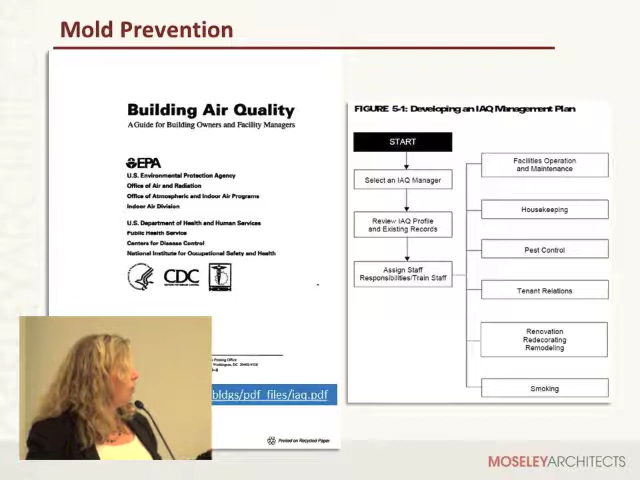 Mold Prevention
Building Air Quality
A Guide for Building Owners and Facility Managers
EPA
U.S. Environmental Protection Agency
Office of Air and Radiation
Office of Atmospheric and Indoor Air Programs
Indoor Air Division
U.S. Department of Health and Human Services
Public Health Service
Centers for Disease Control
National Institute for Occupational Safety and Health
CDC
NIOSH
Printing Office
Washington, DC
bldgs/pdf_files/iaq.pdf
Printed on Recycled Paper
FIGURE 5-1: Developing an IAQ Management Plan
START
Select an IAQ Manager
Review IAQ Profile
and Existing Records
Assign Staff
Responsibilities/Train Staff
Facilities Operation
and Maintenance
Housekeeping
Pest Control
Tenant Relations
Renovation
Redecorating
Remodeling
Smoking
MOSELEYARCHITECTS